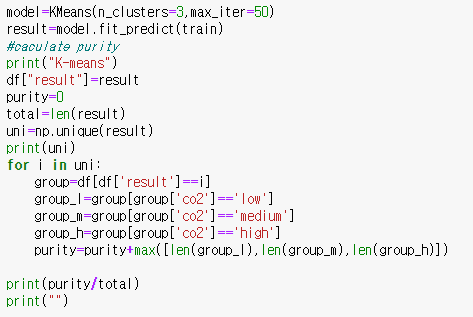 model=KMeans(n_clusters=3,max_iter=50)
result=model.fit_predict(train)
#caculate purity
print("K-means")
df["result"]=result
purity=0
total=len(result)
uni=np.unique(result)
print(uni)
for i in uni:
    group=df[df['result']==i]
    group_l=group[group['co2']=='low']
    group_m=group[group['co2']=='medium']
    group_h=group[group['co2']=='high']
    purity=purity+max([len(group_l),len(group_m),len(group_h)])
print(purity/total)
print("")